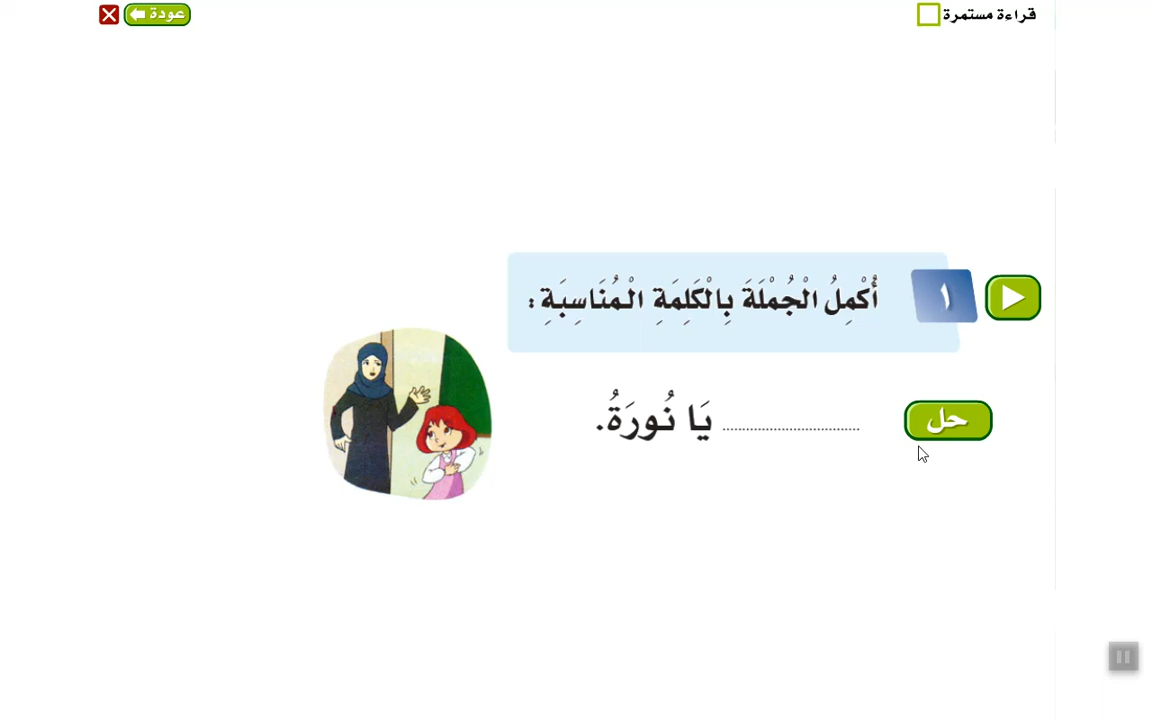 قراءة مستمرة
عودة
١
أُكْمِلُ الْجُمْلَةَ بِالْكَلِمَةِ الْمُنَاسِبَةِ :
حل
.................................. يَا نُورَةُ.